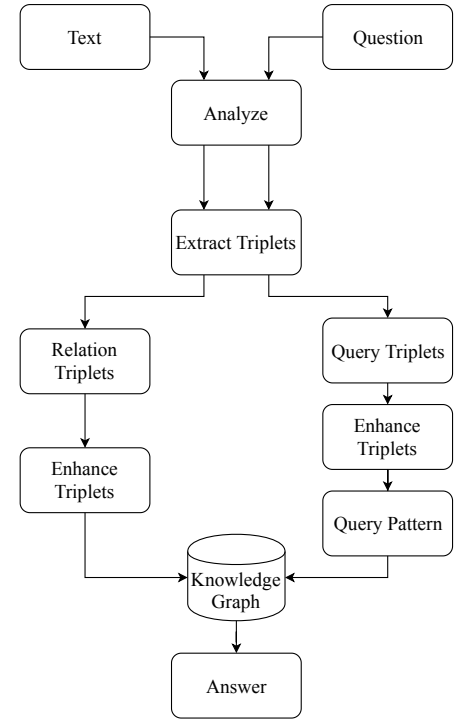 Text
Question
Analyze
Extract Triplets
Relation
Triplets
Query Triplets
Enhance
Triplets
Enhance
Triplets
Query Pattern
Knowledge
Graph
Answer